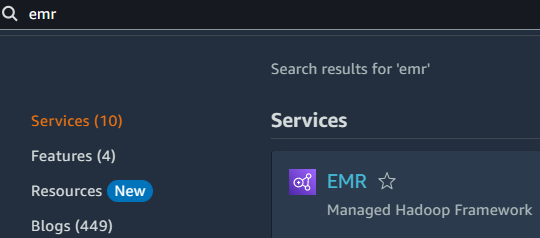 emr
Search results for 'emr'
Services (10)
Features (4)
Resources New
Blogs (449)
Services
EMR
Managed Hadoop Framework